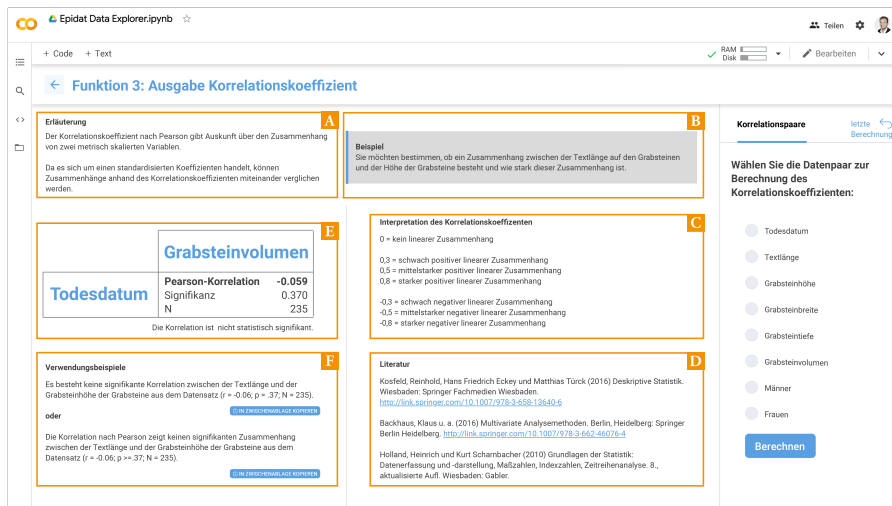 Epidat Data Explorer.ipynb
Teilen
+ Code + Text
RAM
Disk
Bearbeiten
Funktion 3: Ausgabe Korrelationskoeffizient
A
Erläuterung
Der Korrelationskoeffizient nach Pearson gibt Auskunft über den Zusammenhang
von zwei metrisch skalierten Variablen.
Da es sich um einen standardisierten Koeffizienten handelt, können
Zusammenhänge anhand des Korrelationskoeffizienten miteinander verglichen
werden.
B
Beispiel
Sie möchten bestimmen, ob ein Zusammenhang zwischen der Textlänge auf den Grabsteinen
und der Höhe der Grabsteine besteht und wie stark dieser Zusammenhang ist.
E
Grabsteinvolumen
Todesdatum
Pearson-Korrelation -0.059
Signifikanz 0.370
N 235
Die Korrelation ist nicht statistisch signifikant.
C
Interpretation des Korrelationskoeffizenten
0 = kein linearer Zusammenhang
0,3 = schwach positiver linearer Zusammenhang
0,5 = mittelstarker positiver linearer Zusammenhang
0,8 = starker positiver linearer Zusammenhang
-0,3 = schwach negativer linearer Zusammenhang
-0,5 = mittelstarker negativer linearer Zusammenhang
-0,8 = starker negativer linearer Zusammenhang
F
Verwendungsbeispiele
Es besteht keine signifikante Korrelation zwischen der Textlänge und der
Grabsteinhöhe der Grabsteine aus dem Datensatz (r = -0.06; p = .37; N = 235).
IN ZWISCHENABLAGE KOPIEREN
oder
Die Korrelation nach Pearson zeigt keinen signifikanten Zusammenhang
zwischen der Textlänge und der Grabsteinhöhe der Grabsteine aus dem
Datensatz (r = -0.06; p >=.37; N = 235).
IN ZWISCHENABLAGE KOPIEREN
D
Literatur
Kosfeld, Reinhold, Hans Friedrich Eckey und Matthias Türck (2016) Deskriptive Statistik.
Wiesbaden: Springer Fachmedien Wiesbaden.
http://link.springer.com/10.1007/978-3-658-13640-6
Backhaus, Klaus u. a. (2016) Multivariate Analysemethoden. Berlin, Heidelberg: Springer
Berlin Heidelberg. http://link.springer.com/10.1007/978-3-662-46076-4
Holland, Heinrich und Kurt Scharnbacher (2010) Grundlagen der Statistik:
Datenerfassung und -darstellung, Maßzahlen, Indexzahlen, Zeitreihenanalyse. 8.,
aktualisierte Aufl. Wiesbaden: Gabler.
Korrelationspaare
letzte
Berechnung
Wählen Sie die Datenpaar zur
Berechnung des
Korrelationskoeffizienten:
Todesdatum
Textlänge
Grabsteinhöhe
Grabsteinbreite
Grabsteintiefe
Grabsteinvolumen
Männer
Frauen
Berechnen